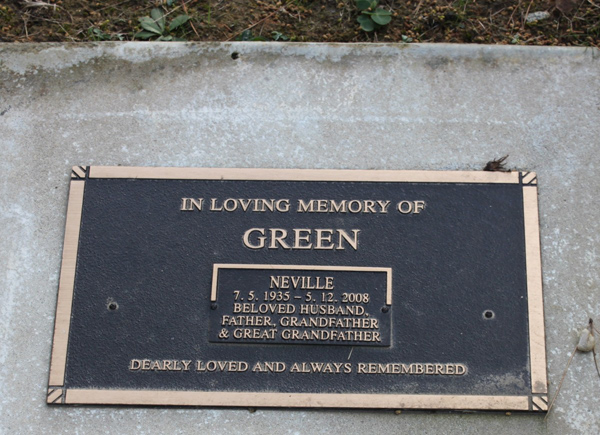 IN LOVING MEMORY OF
GREEN
NEVILLE
7. 5. 1935 – 5. 12. 2008
BELOVED HUSBAND,
FATHER, GRANDFATHER
& GREAT GRANDFATHER
DEARLY LOVED AND ALWAYS REMEMBERED